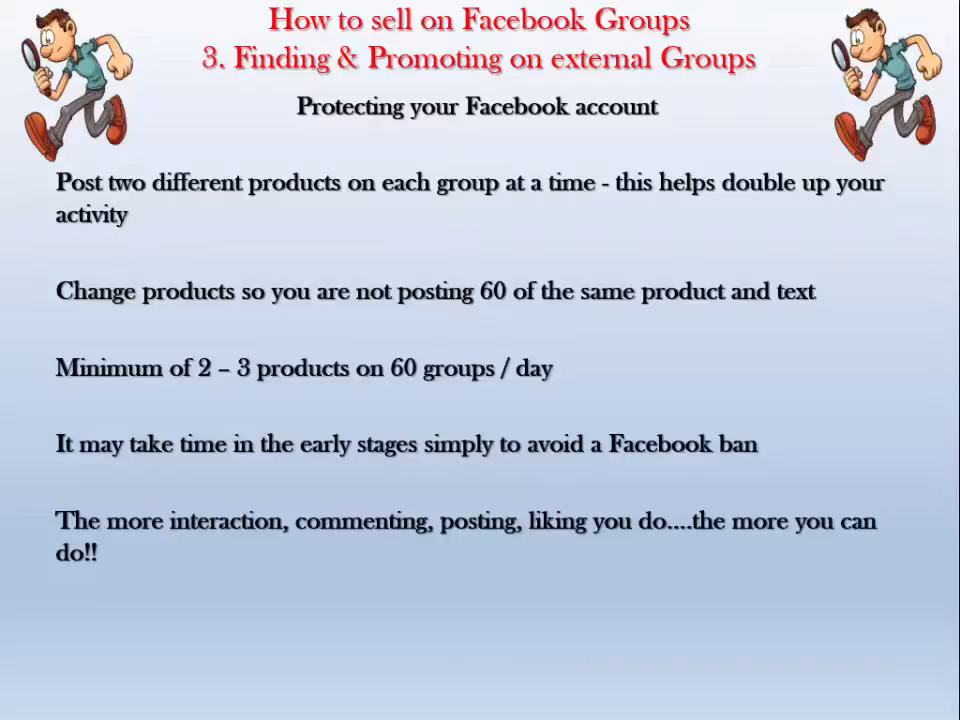 How to sell on Facebook Groups
3. Finding & Promoting on external Groups
Protecting your Facebook account
Post two different products on each group at a time - this helps double up your
activity
Change products so you are not posting 60 of the same product and text
Minimum of 2 – 3 products on 60 groups / day
It may take time in the early stages simply to avoid a Facebook ban
The more interaction, commenting, posting, liking you do....the more you can
do!!